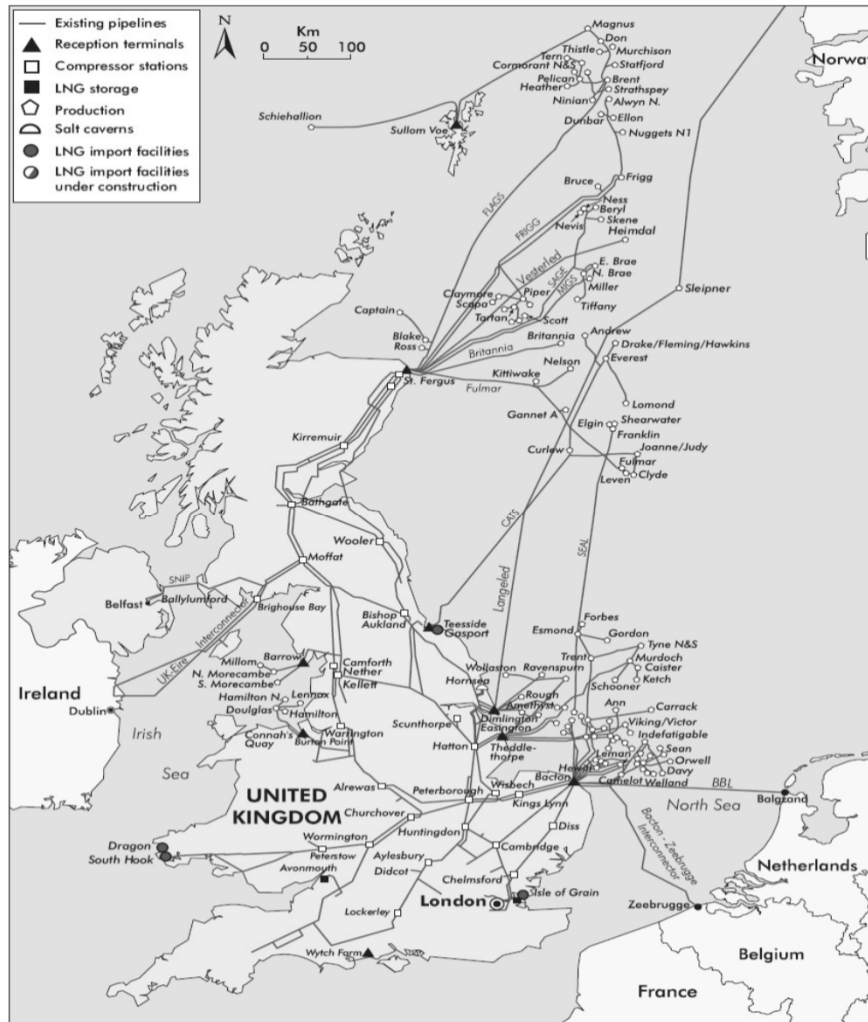 Existing pipelines
Reception terminals
Compressor stations
LNG storage
Production
Salt caverns
LNG import facilities
LNG import facilities
under construction
N
Km
0 50 100
Magnus
Don
Thistle
Murchison
Tern
Statfjord
Cormorant N&S
Pelican
Brent
Heather
Strathspey
Ninian
Alwyn N.
Dunbar
Ellon
Nuggets N1
Norway
Schiehallion
Sullom Voe
Bruce
Frigg
FLAGS
FRIGG
Ness
Beryl
Nevis
Skene
Heimdal
Vesterled
SAGE
MIGS
E. Brae
N. Brae
Miller
Tiffany
Sleipner
Claymore
Piper
Scapa
Tartan
Scott
Captain
Blake
Ross
Britannia
Britannia
Andrew
Drake/Fleming/Hawkins
Everest
St. Fergus
Fulmar
Nelson
Kittiwake
Lomond
Gannet A
Elgin
Shearwater
Franklin
Kirremuir
Curlew
Joanne/Judy
Fulmar
Leven
Clyde
Bathgate
CATS
SEAL
Wooler
Moffat
Langeled
SNIP
Belfast
Ballylumford
Brighouse Bay
Interconnector
UK-Eire
Bishop
Aukland
Teesside
Gasport
Forbes
Esmond
Gordon
Tyne N&S
Barrow
Millom
N. Morecambe
S. Morecambe
Camforth
Nether
Kellett
Wollaston
Ravenspurn
Trent
Murdoch
Caister
Ketch
Hornsea
Rough
Schooner
Ireland
Dublin
Irish
Sea
Hamilton N.
Lennox
Doulglas
Hamilton
Connah's
Quay
Burton Point
Warrington
Scunthorpe
Amethyst
Dimlington
Easington
Ann
Carrack
Viking/Victor
Indefatigable
Hatton
Theddle-
thorpe
Leman
Sean
Orwell
Hewitt
Davy
Bacton
Camelot
Welland
BBL
Balgzand
North Sea
UNITED
KINGDOM
Alrewas
Peterborough
Wisbech
Kings Lynn
Churchover
Huntingdon
Diss
Bacton - Zeebrugge
Interconnector
Dragon
South Hook
Wormington
Peterstow
Aylesbury
Cambridge
Avonmouth
Didcot
Chelmsford
Netherlands
Isle of Grain
London
Lockerley
Zeebrugge
Wytch Farm
Belgium
France